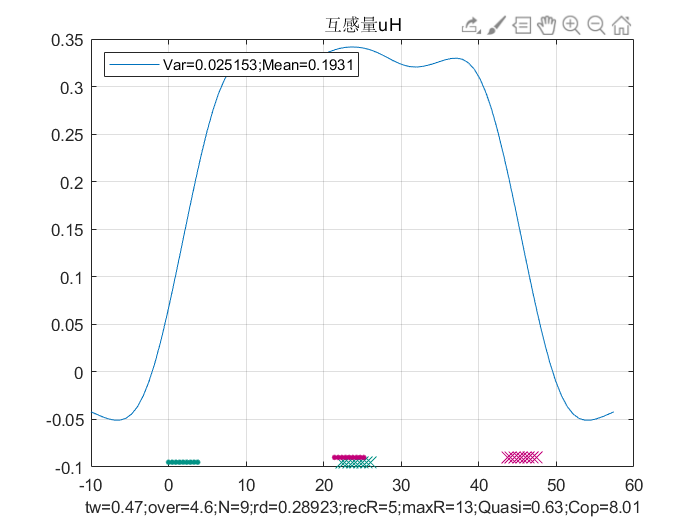 互感量uH
0.35
Var=0.025153;Mean=0.1931
0.3
0.25
0.2
0.15
0.1
0.05
0
-0.05
-0.1
-10 0 10 20 30 40 50 60
tw=0.47;over=4.6;N=9;rd=0.28923;recR=5;maxR=13;Quasi=0.63;Cop=8.01